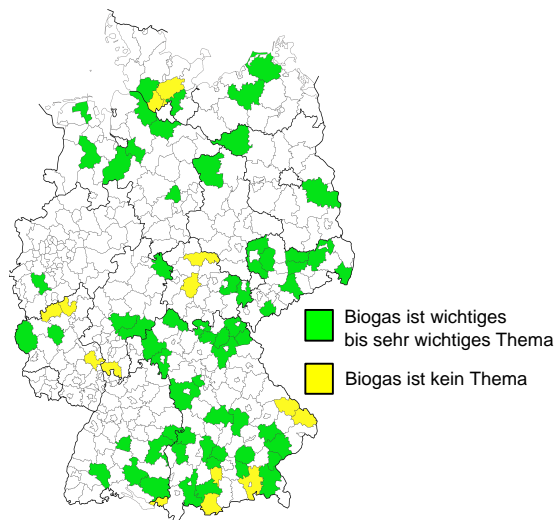 Biogas ist wichtiges
bis sehr wichtiges Thema
Biogas ist kein Thema